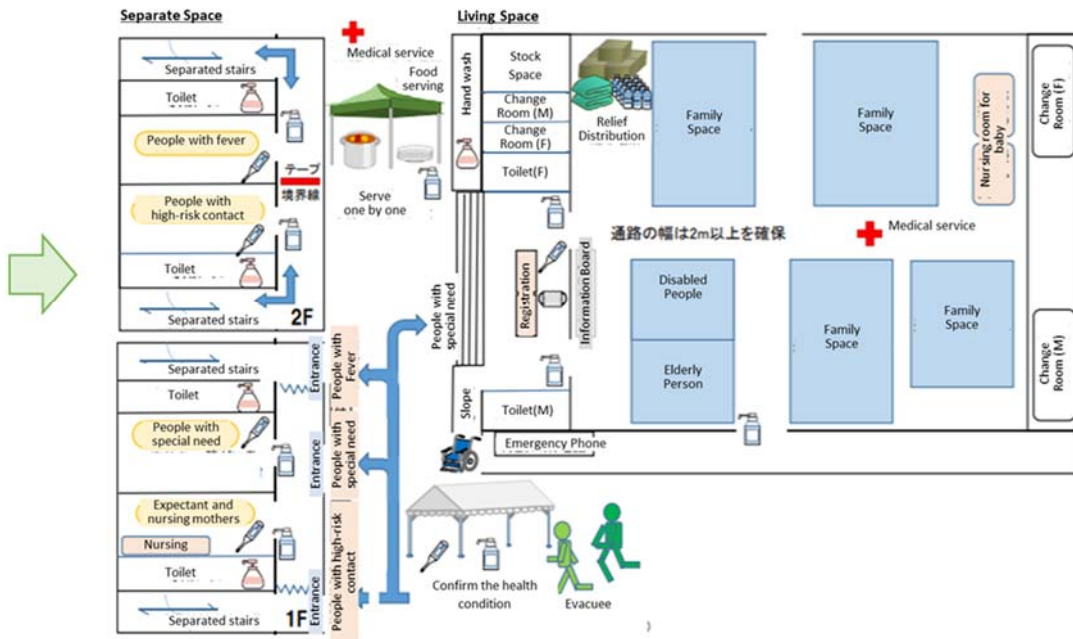 Separate Space
Separated stairs
Toilet
People with fever
テープ
境界線
People with
high-risk contact
Toilet
Separated stairs
2F
Separated stairs
Toilet
People with
special need
Expectant and
nursing mothers
Nursing
Toilet
Separated stairs
1F
Entrance
People with
Fever
Entrance
People with
special need
Entrance
People with high-risk
contact
Medical service
Food
serving
Serve
one by one
Living Space
Hand wash
Stock
Space
Change
Room (M)
Change
Room (F)
Toilet(F)
Relief
Distribution
Family
Space
Family
Space
Nursing room for
baby
Change
Room (F)
通路の幅は2m以上を確保
Medical service
People with
special need
Registration
Information Board
Disabled
People
Elderly
Person
Family
Space
Family
Space
Change
Room (M)
Slope
Toilet(M)
Emergency Phone
Confirm the health
condition
Evacuee